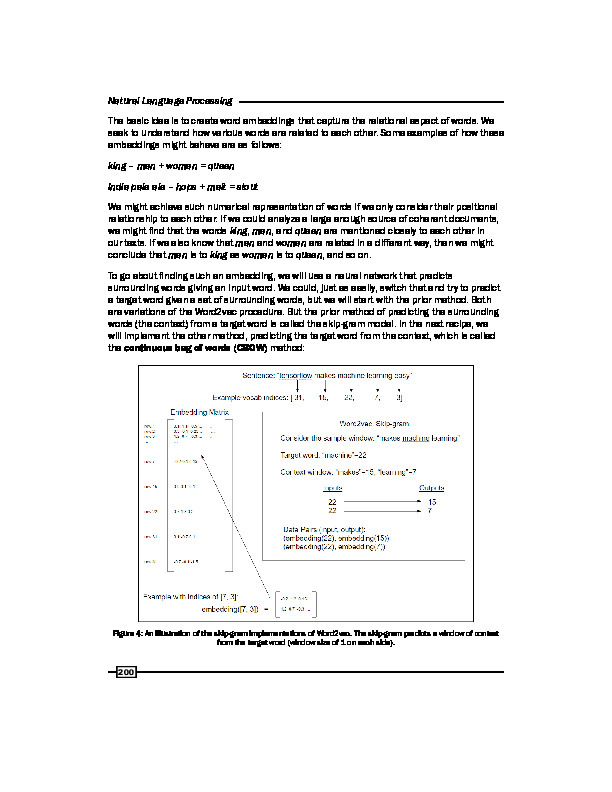 Natural Language Processing
The basic idea is to create word embeddings that capture the relational aspect of words. We
seek to understand how various words are related to each other. Some examples of how these
embeddings might behave are as follows:
king – man + woman = queen
india pale ale – hops + malt = stout
We might achieve such numerical representation of words if we only consider their positional
relationship to each other. If we could analyze a large enough source of coherent documents,
we might find that the words king, man, and queen are mentioned closely to each other in
our texts. If we also know that man and woman are related in a different way, then we might
conclude that man is to king as woman is to queen, and so on.
To go about finding such an embedding, we will use a neural network that predicts
surrounding words giving an input word. We could, just as easily, switch that and try to predict
a target word given a set of surrounding words, but we will start with the prior method. Both
are variations of the Word2vec procedure. But the prior method of predicting the surrounding
words (the context) from a target word is called the skip-gram model. In the next recipe, we
will implement the other method, predicting the target word from the context, which is called
the continuous bag of words (CBOW) method:
Sentence: "tensorflow makes machine learning easy"
Example vocab indices: [ 31, 15, 22, 7, 3]
Embedding Matrix
Word2vec Skip-gram
Consider the sample window: "makes machine learning"
Target word: "machine"=22
Context window: "makes"=15, "learning"=7
Inputs Outputs
22 15
22 7
Data Pairs (input, output):
(embedding(22), embedding(15))
(embedding(22), embedding(7))
Example with indices of [7, 3]:
embedding([7, 3]) =
Figure 4: An illustration of the skip-gram implementations of Word2vec. The skip-gram predicts a window of context
from the target word (window size of 1 on each side).
200